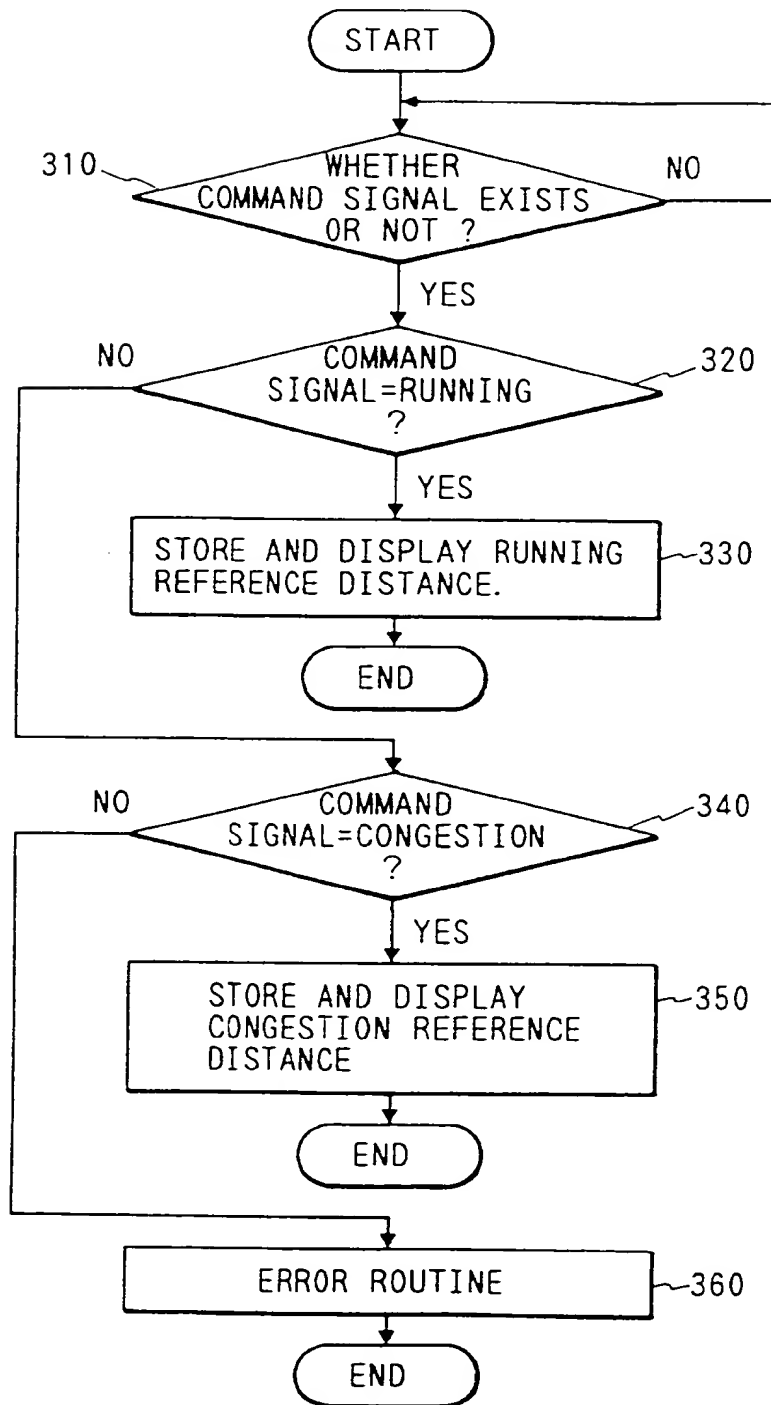 START
310
WHETHER
COMMAND SIGNAL EXISTS
OR NOT ?
NO
YES
NO
COMMAND
SIGNAL=RUNNING
?
320
YES
STORE AND DISPLAY RUNNING
REFERENCE DISTANCE.
330
END
NO
COMMAND
SIGNAL=CONGESTION
?
340
YES
STORE AND DISPLAY
CONGESTION REFERENCE
DISTANCE
350
END
ERROR ROUTINE
360
END